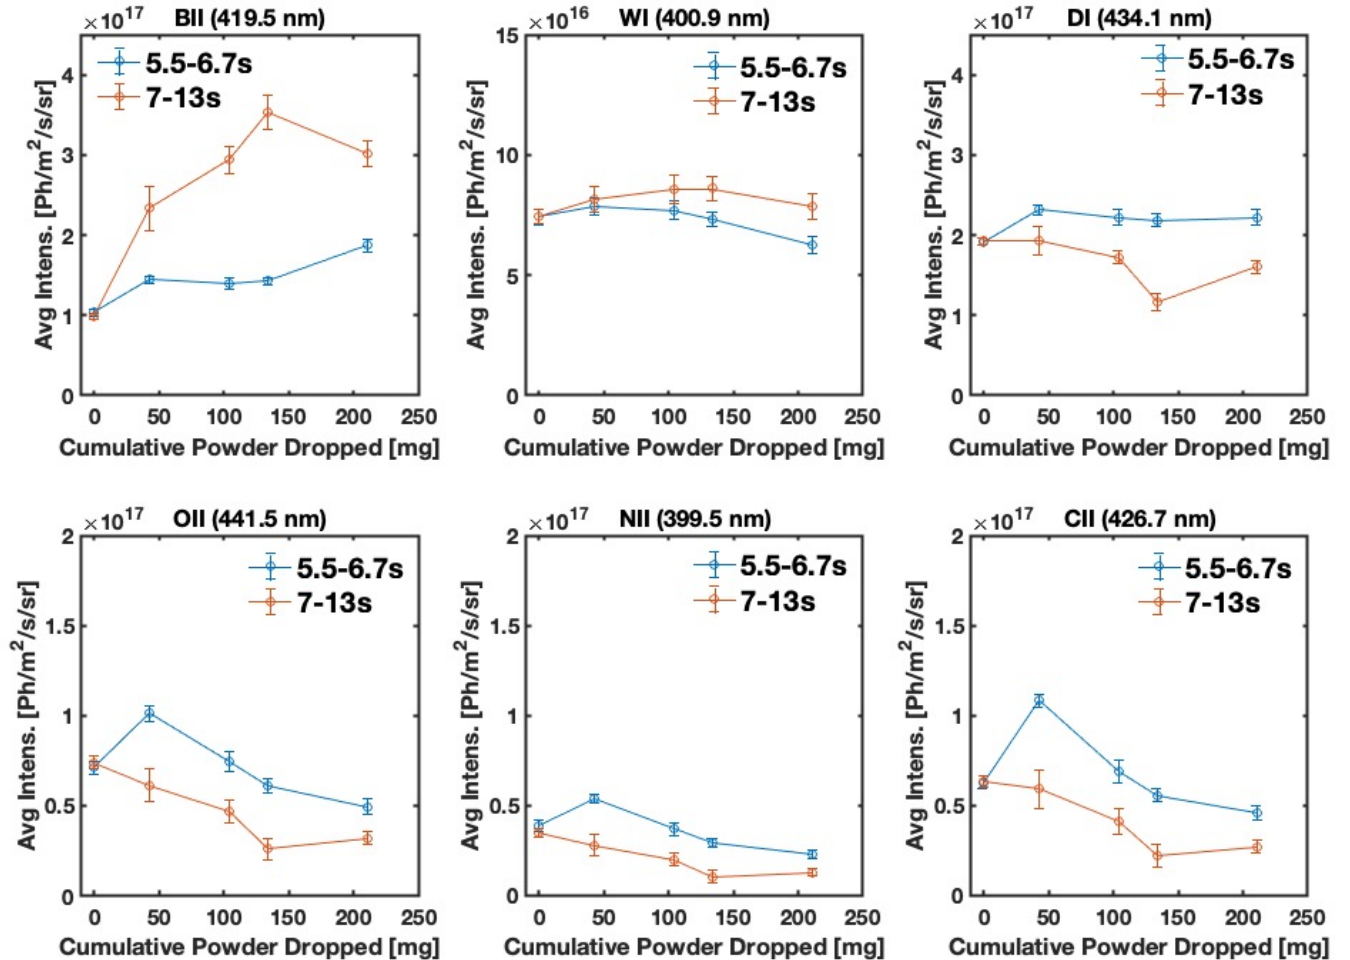 ×10^17 BII (419.5 nm)
5.5-6.7s
7-13s
4
3
2
1
0
Avg Intens. [Ph/m^2/s/sr]
0 50 100 150 200 250
Cumulative Powder Dropped [mg]
×10^16 WI (400.9 nm)
5.5-6.7s
7-13s
15
10
5
0
Avg Intens. [Ph/m^2/s/sr]
0 50 100 150 200 250
Cumulative Powder Dropped [mg]
×10^17 DI (434.1 nm)
5.5-6.7s
7-13s
4
3
2
1
0
Avg Intens. [Ph/m^2/s/sr]
0 50 100 150 200 250
Cumulative Powder Dropped [mg]
×10^17 OII (441.5 nm)
5.5-6.7s
7-13s
2
1.5
1
0.5
0
Avg Intens. [Ph/m^2/s/sr]
0 50 100 150 200 250
Cumulative Powder Dropped [mg]
×10^17 NII (399.5 nm)
5.5-6.7s
7-13s
2
1.5
1
0.5
0
Avg Intens. [Ph/m^2/s/sr]
0 50 100 150 200 250
Cumulative Powder Dropped [mg]
×10^17 CII (426.7 nm)
5.5-6.7s
7-13s
2
1.5
1
0.5
0
Avg Intens. [Ph/m^2/s/sr]
0 50 100 150 200 250
Cumulative Powder Dropped [mg]